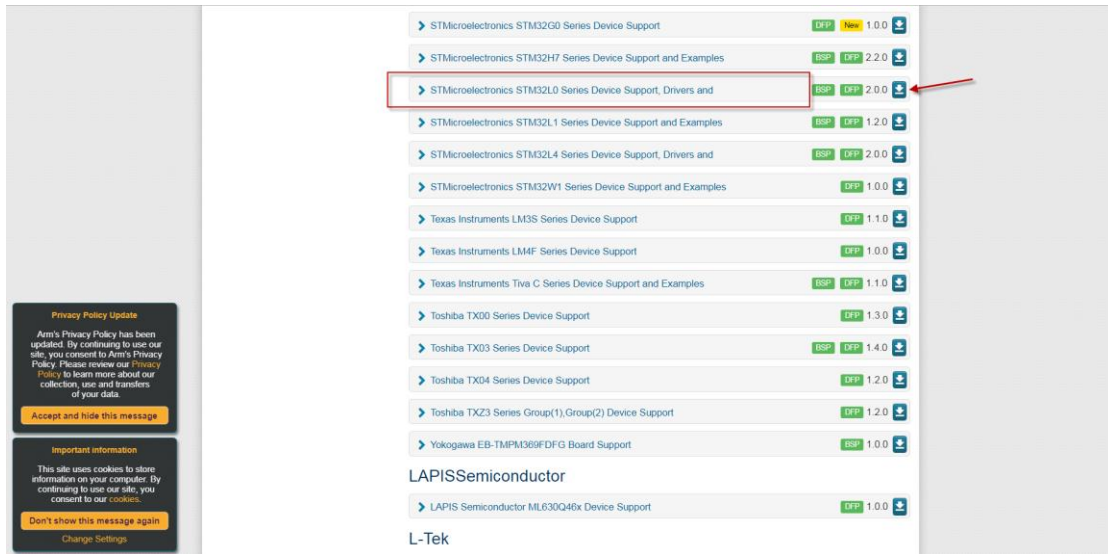 STMicroelectronics STM32G0 Series Device Support DFP New 1.0.0
STMicroelectronics STM32H7 Series Device Support and Examples BSP DFP 2.2.0
STMicroelectronics STM32L0 Series Device Support, Drivers and BSP DFP 2.0.0
STMicroelectronics STM32L1 Series Device Support and Examples BSP DFP 1.2.0
STMicroelectronics STM32L4 Series Device Support, Drivers and BSP DFP 2.0.0
STMicroelectronics STM32W1 Series Device Support and Examples DFP 1.0.0
Texas Instruments LM3S Series Device Support DFP 1.1.0
Texas Instruments LM4F Series Device Support DFP 1.0.0
Texas Instruments Tiva C Series Device Support and Examples BSP DFP 1.1.0
Toshiba TX00 Series Device Support DFP 1.3.0
Toshiba TX03 Series Device Support BSP DFP 1.4.0
Toshiba TX04 Series Device Support DFP 1.2.0
Toshiba TXZ3 Series Group(1),Group(2) Device Support DFP 1.2.0
Yokogawa EB-TMPM369FDFG Board Support BSP 1.0.0
LAPISSemiconductor
LAPIS Semiconductor ML630Q46x Device Support DFP 1.0.0
L-Tek
Privacy Policy Update
Arm's Privacy Policy has been
updated. By continuing to use our
site, you consent to Arm's Privacy
Policy. Please review our Privacy
Policy to learn more about our
collection, use and transfers
of your data.
Accept and hide this message
Important information
This site uses cookies to store
information on your computer. By
continuing to use our site, you
consent to our cookies.
Don't show this message again
Change Settings